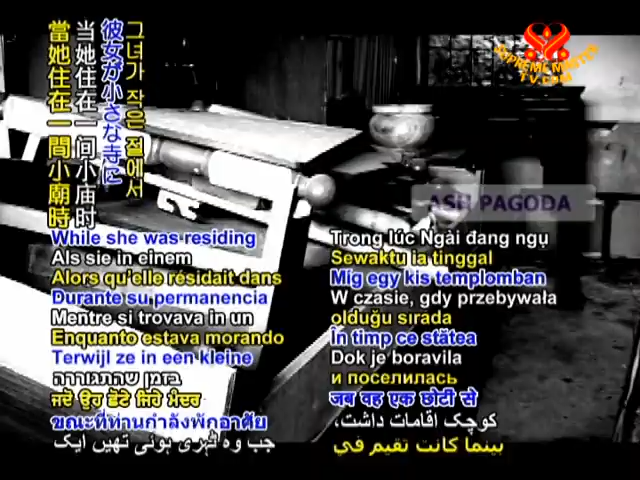 SUPREME MASTER
TV.COM
그녀가 작은 절에서
彼女が小さな寺に
当她住在一间小庙时
當她住在一間小廟時
ASH PAGODA
While she was residing
Als sie in einem
Alors qu'elle résidait dans
Durante su permanencia
Mentre si trovava in un
Enquanto estava morando
Terwijl ze in een kleine
בזמן שהתגוררה
ਜਦੋਂ ਉਹ ਛੋਟੇ ਜਿਹੇ ਮੰਦਰ
ขณะที่ท่านกำลังพักอาศัย
جب وہ ٹہری ہوئی تھیں ایک
Trong lúc Ngài đang ngụ
Sewaktu ia tinggal
Míg egy kis templomban
W czasie, gdy przebywała
olduğu sırada
În timp ce stătea
Dok je boravila
и поселилась
जब वह एक छोटी से
کوچک اقامات داشت،
بينما كانت تقيم في